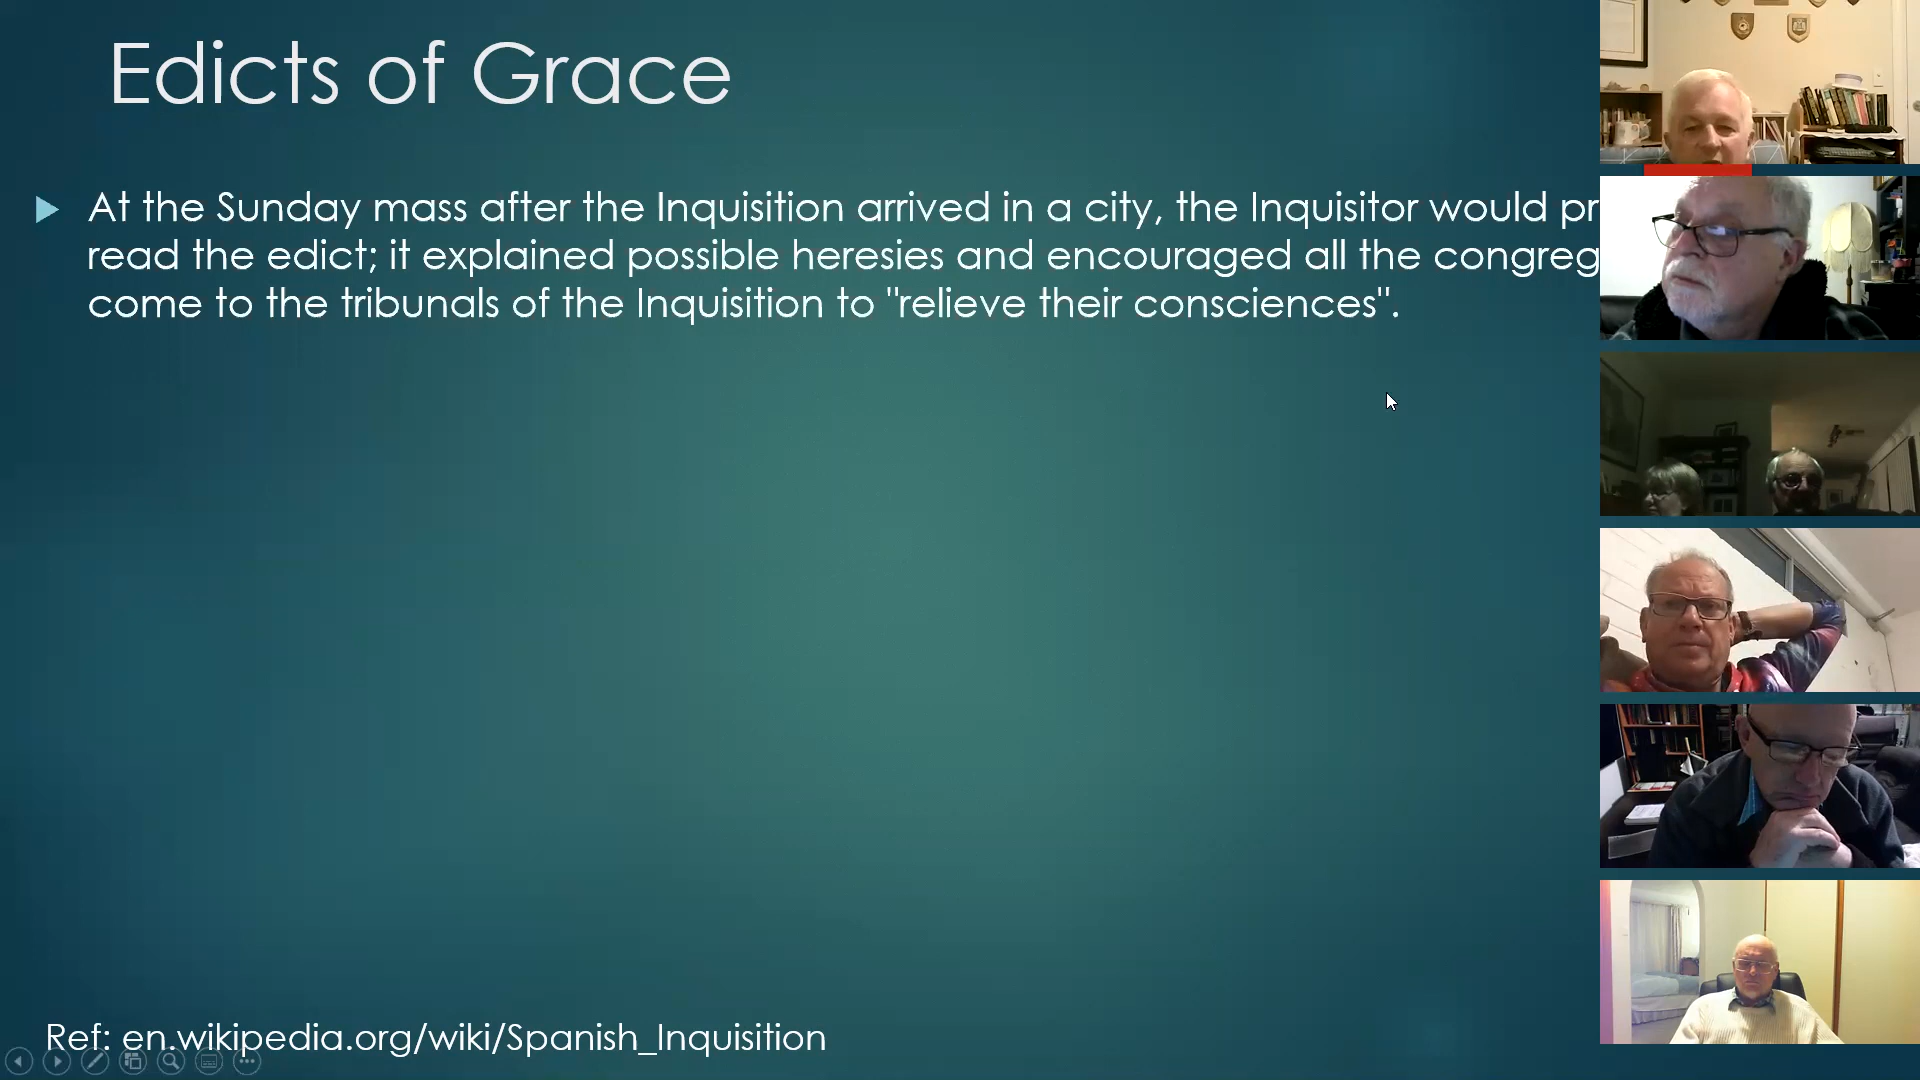 Edicts of Grace
At the Sunday mass after the Inquisition arrived in a city, the Inquisitor would pr
read the edict; it explained possible heresies and encouraged all the congreg
come to the tribunals of the Inquisition to "relieve their consciences".
Ref: en.wikipedia.org/wiki/Spanish_Inquisition